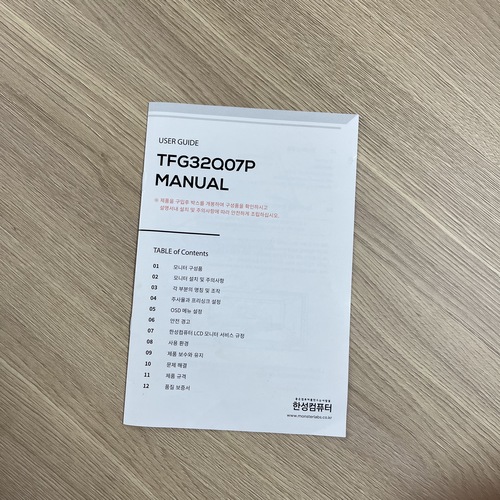 USER GUIDE
TFG32Q07P
MANUAL
※ 제품을 구입후 박스를 개봉하여 구성품을 확인하시고
설명서내 설치 및 주의사항에 따라 안전하게 조립하십시오.
TABLE of Contents
01 모니터 구성품
02 모니터 설치 및 주의사항
03 각 부분의 명칭 및 조작
04 주사율과 프리싱크 설정
05 OSD 메뉴 설정
06 안전 경고
07 한성컴퓨터 LCD 모니터 서비스 규정
08 사용 환경
09 제품 보수와 유지
10 문제 해결
11 제품 규격
12 품질 보증서
한성컴퓨터
www.monsterlabs.co.kr